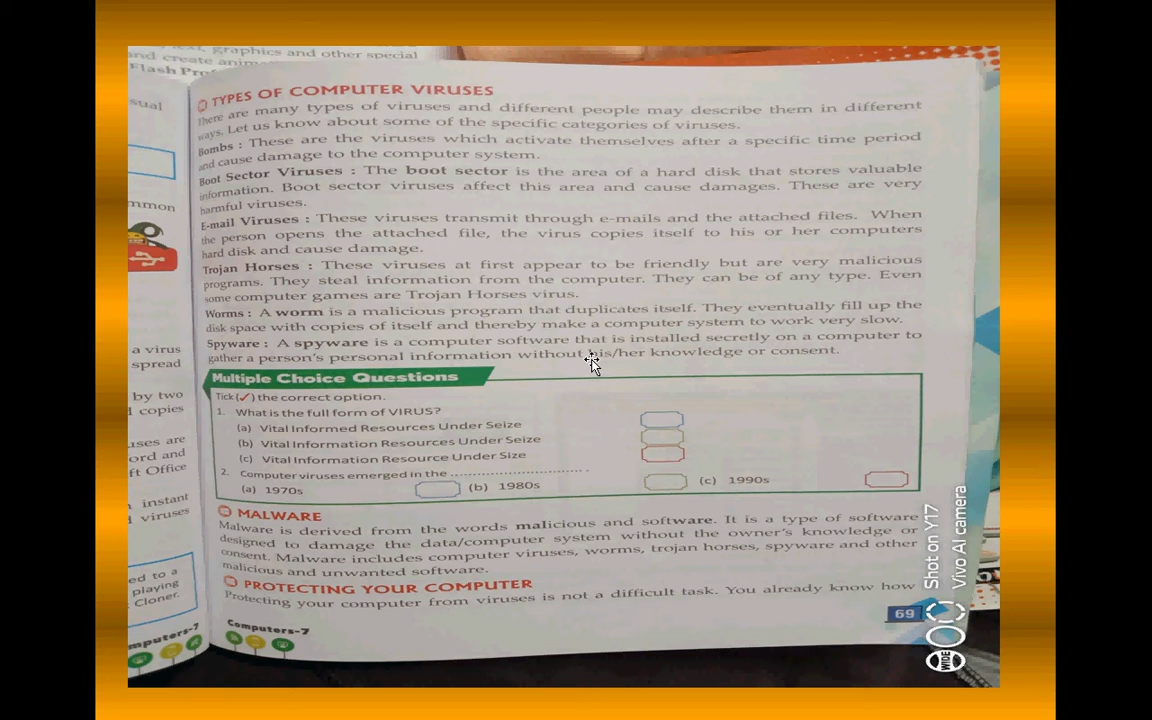 and create anim
text, graphics and other special
Flash Pro
sual
mmon
a virus
spread
by two
copies
uses are
ord and
ft Office
instant
viruses
ed to a
playing
Cloner.
mputers-7
TYPES OF COMPUTER VIRUSES
There are many types of viruses and different people may describe them in different
ways. Let us know about some of the specific categories of viruses.
Bombs : These are the viruses which activate themselves after a specific time period
and cause damage to the computer system.
Boot Sector Viruses : The boot sector is the area of a hard disk that stores valuable
information. Boot sector viruses affect this area and cause damages. These are very
harmful viruses.
E-mail Viruses : These viruses transmit through e-mails and the attached files. When
the person opens the attached file, the virus copies itself to his or her computers
hard disk and cause damage.
Trojan Horses : These viruses at first appear to be friendly but are very malicious
programs. They steal information from the computer. They can be of any type. Even
some computer games are Trojan Horses virus.
Worms : A worm is a malicious program that duplicates itself. They eventually fill up the
disk space with copies of itself and thereby make a computer system to work very slow.
Spyware : A spyware is a computer software that is installed secretly on a computer to
gather a person's personal information without his/her knowledge or consent.
Multiple Choice Questions
Tick (✓) the correct option.
1. What is the full form of VIRUS?
(a) Vital Informed Resources Under Seize
(b) Vital Information Resources Under Seize
(c) Vital Information Resource Under Size
2. Computer viruses emerged in the ..............................
(a) 1970s (b) 1980s (c) 1990s
MALWARE
Malware is derived from the words malicious and software. It is a type of software
designed to damage the data/computer system without the owner's knowledge or
consent. Malware includes computer viruses, worms, trojan horses, spyware and other
malicious and unwanted software.
PROTECTING YOUR COMPUTER
Protecting your computer from viruses is not a difficult task. You already know how
69
Computers-7
Shot on Y17
Vivo AI camera
WIDE